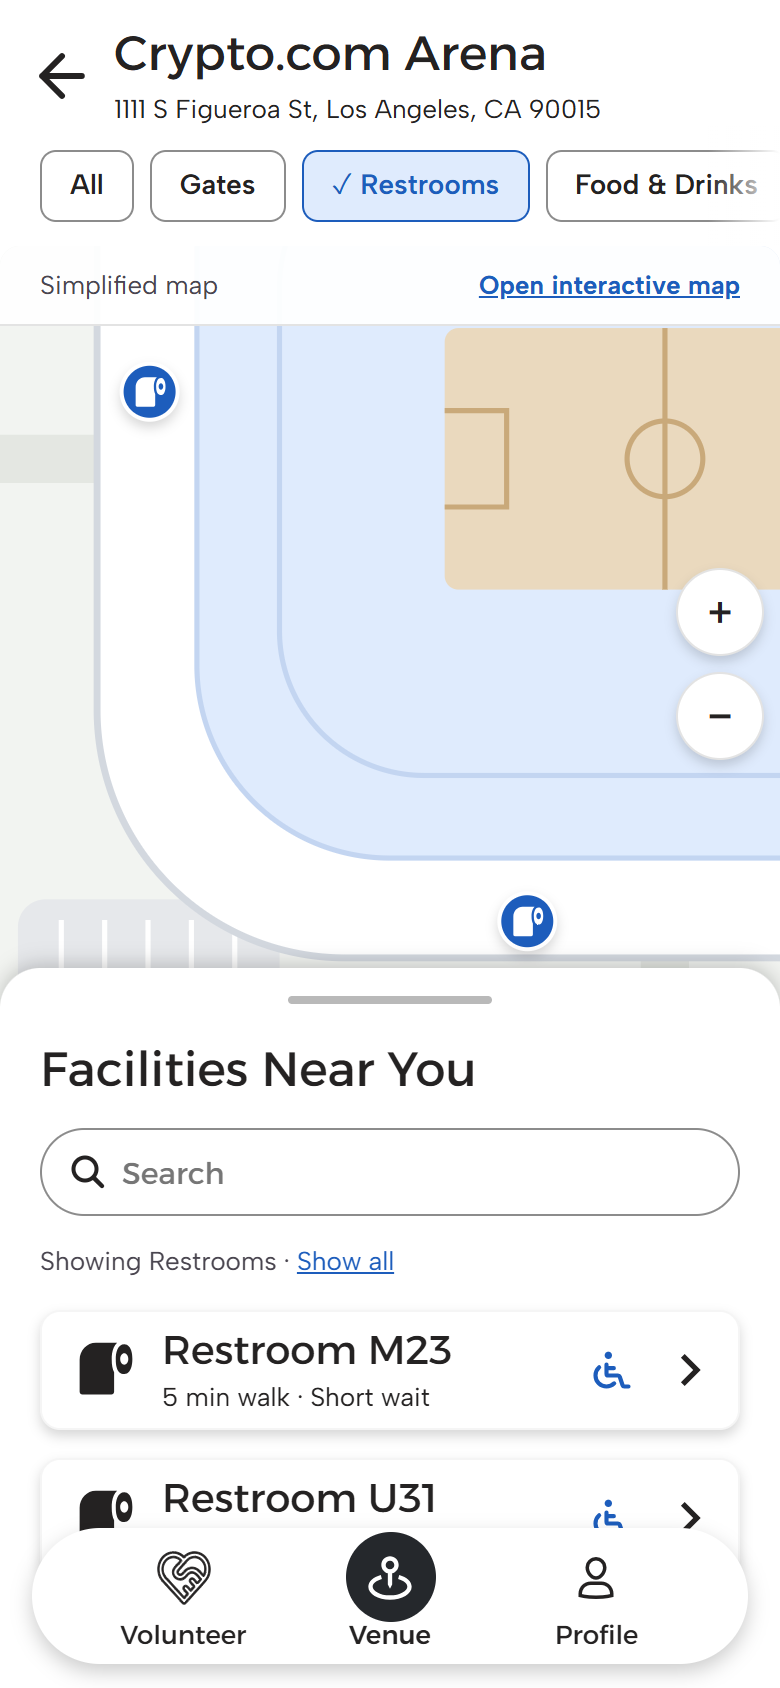 Crypto.com Arena
1111 S Figueroa St, Los Angeles, CA 90015
All
Gates
✓ Restrooms
Food & Drinks
Simplified map
Open interactive map
+
−
Facilities Near You
Search
Showing Restrooms · Show all
Restroom M23
5 min walk · Short wait
Restroom U31
Volunteer
Venue
Profile